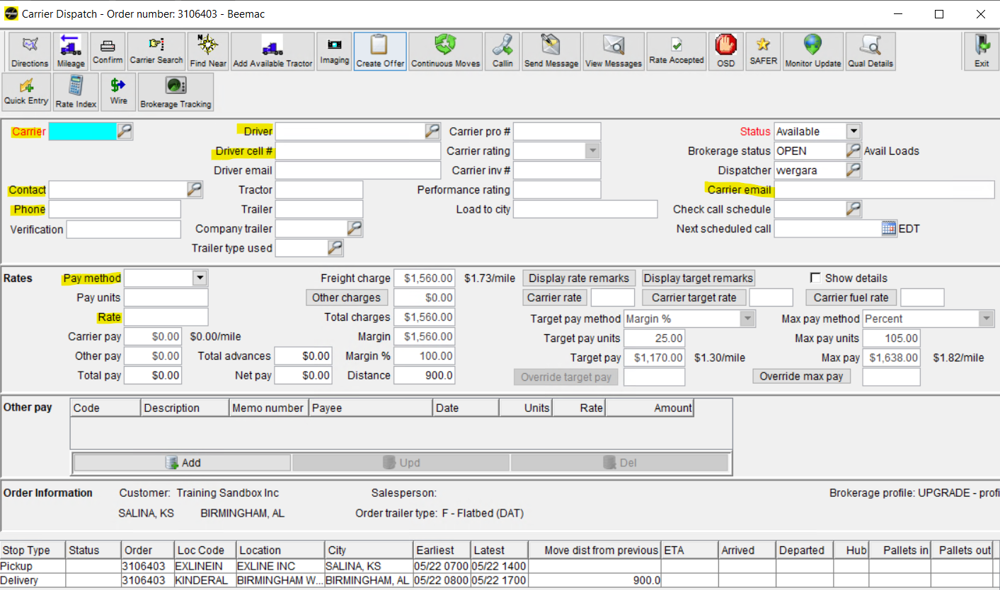 Carrier Dispatch - Order number: 3106403 - Beemac
Directions Mileage Confirm Carrier Search Find Near Add Available Tractor Imaging Create Offer Continuous Moves Callin Send Message View Messages Rate Accepted OSD SAFER Monitor Update Qual Details Exit
Quick Entry Rate Index Wire Brokerage Tracking
Carrier Driver Carrier pro # Status Available
Driver cell # Carrier rating Brokerage status OPEN Avail Loads
Driver email Carrier inv # Dispatcher wergara
Contact Tractor Performance rating Carrier email
Phone Trailer Load to city Check call schedule
Verification Company trailer Next scheduled call EDT
Trailer type used
Rates Pay method Freight charge $1,560.00 $1.73/mile Display rate remarks Display target remarks Show details
Pay units Other charges $0.00 Carrier rate Carrier target rate Carrier fuel rate
Rate Total charges $1,560.00 Target pay method Margin % Max pay method Percent
Carrier pay $0.00 $0.00/mile Margin $1,560.00 Target pay units 25.00 Max pay units 105.00
Other pay $0.00 Total advances $0.00 Margin % 100.00 Target pay $1,170.00 $1.30/mile Max pay $1,638.00 $1.82/mile
Total pay $0.00 Net pay $0.00 Distance 900.0 Override target pay Override max pay
Other pay Code Description Memo number Payee Date Units Rate Amount
Add Upd Del
Order Information Customer: Training Sandbox Inc Salesperson: Brokerage profile: UPGRADE - profi
SALINA, KS BIRMINGHAM, AL Order trailer type: F - Flatbed (DAT)
Stop Type Status Order Loc Code Location City Earliest Latest Move dist from previous ETA Arrived Departed Hub Pallets in Pallets out
Pickup 3106403 EXLINEIN EXLINE INC SALINA, KS 05/22 0700 05/22 1400
Delivery 3106403 KINDERAL BIRMINGHAM W... BIRMINGHAM, AL 05/22 0800 05/22 1700 900.0